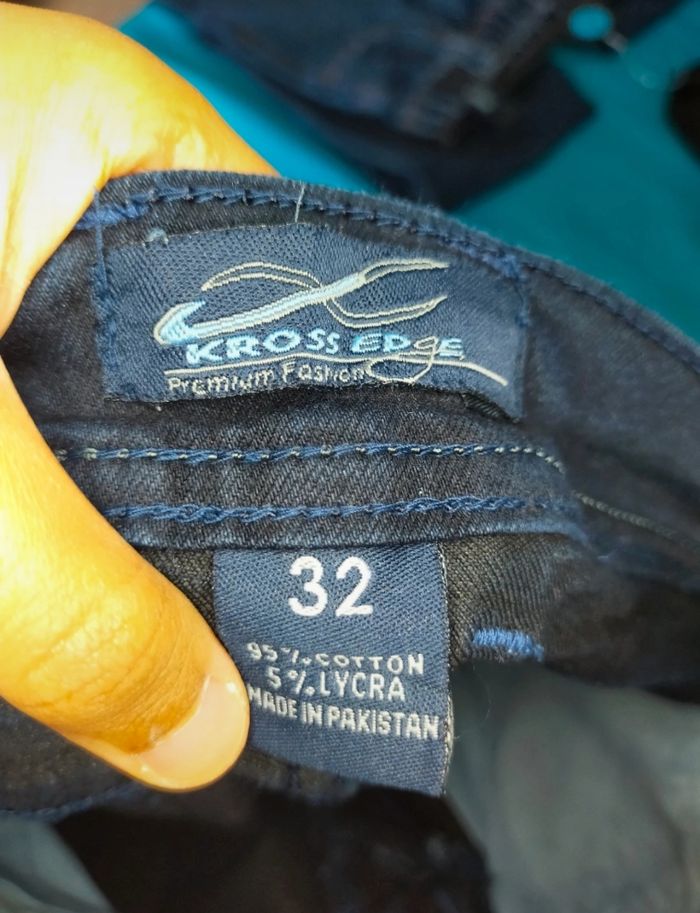 KROSS EDgE
Premium Fashion
32
95%COTTON
5%LYCRA
MADE IN PAKISTAN